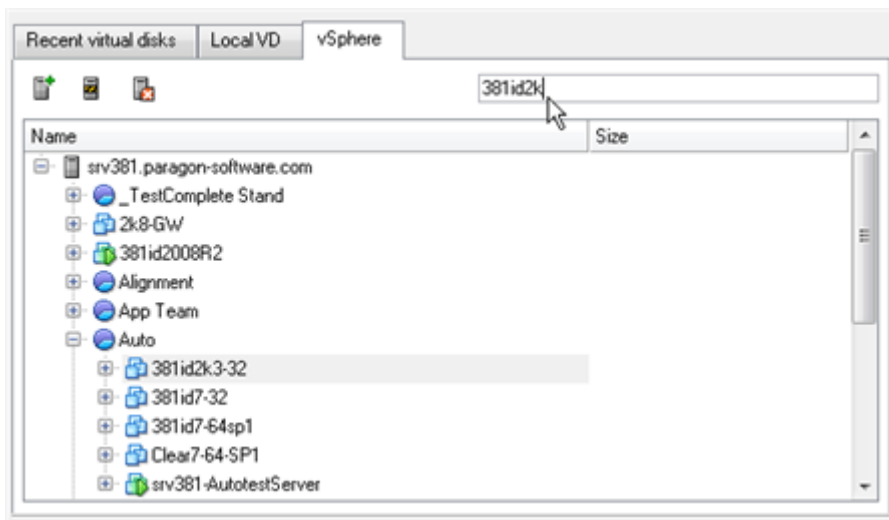 Recent virtual disks Local VD vSphere
381id2k
Name Size
srv381.paragon-software.com
_TestComplete Stand
2k8-GW
381id2008R2
Alignment
App Team
Auto
381id2k3-32
381id7-32
381id7-64sp1
Clear7-64-SP1
srv381-AutotestServer